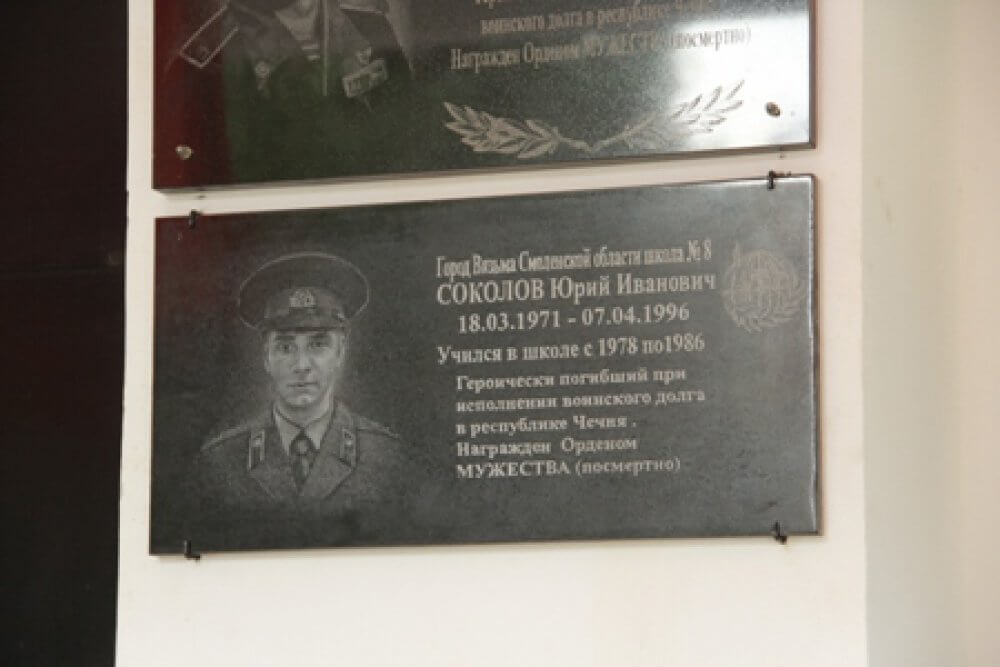 воинского долга в республике
Награжден Орденом МУЖЕСТВА (посмертно)
Город Вязьма Смоленской области школа № 8
СОКОЛОВ Юрий Иванович
18.03.1971 - 07.04.1996
Учился в школе с 1978 по1986
Героически погибший при
исполнении воинского долга
в республике Чечня .
Награжден Орденом
МУЖЕСТВА (посмертно)